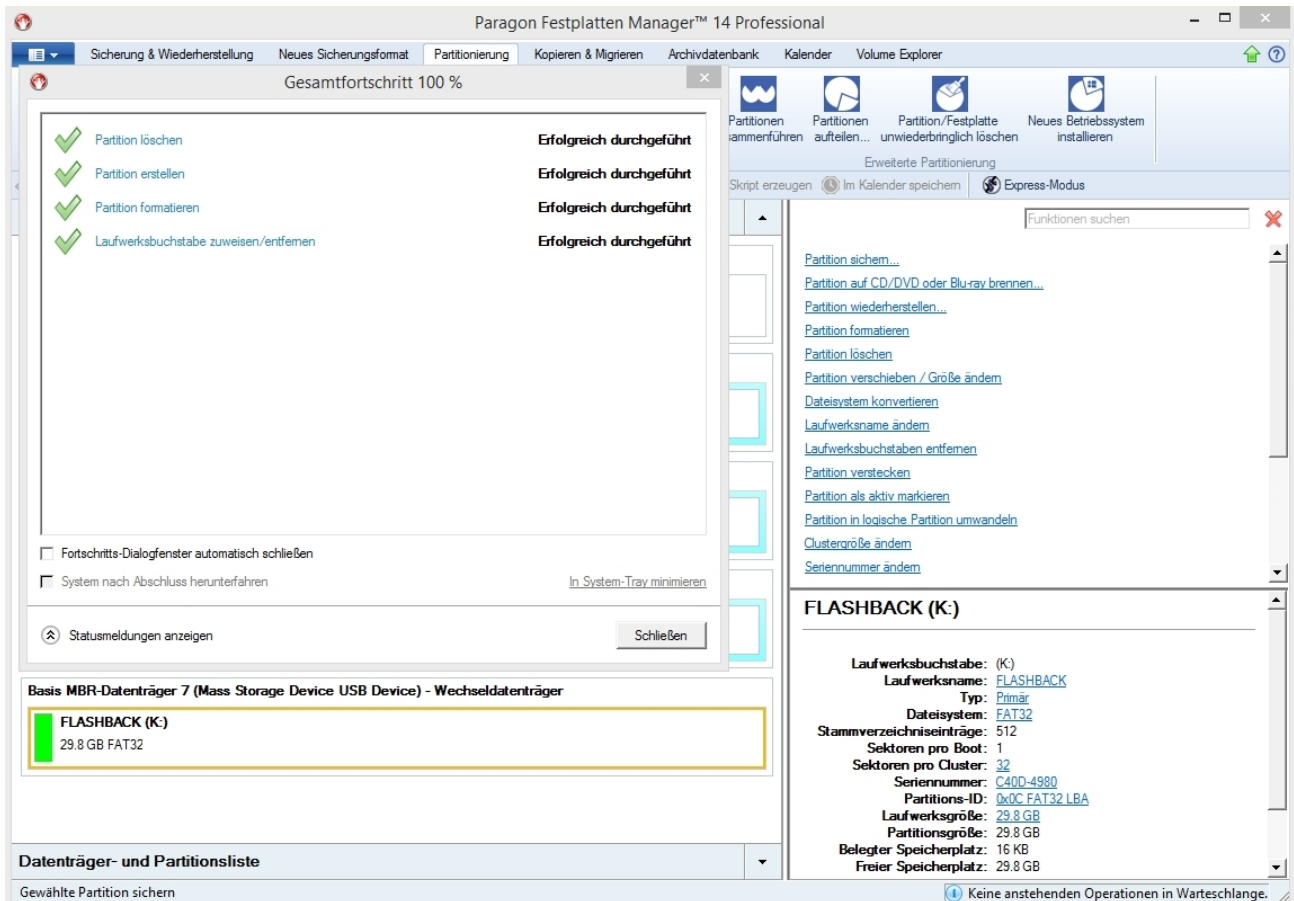 Paragon Festplatten Manager™ 14 Professional
Sicherung & Wiederherstellung Neues Sicherungsformat Partitionierung Kopieren & Migrieren Archivdatenbank Kalender Volume Explorer
Gesamtfortschritt 100 %
Partition löschen Erfolgreich durchgeführt
Partition erstellen Erfolgreich durchgeführt
Partition formatieren Erfolgreich durchgeführt
Laufwerksbuchstabe zuweisen/entfernen Erfolgreich durchgeführt
Fortschritts-Dialogfenster automatisch schließen
System nach Abschluss herunterfahren In System-Tray minimieren
Statusmeldungen anzeigen Schließen
Partitionen
ammenführen
Partitionen
aufteilen...
Partition/Festplatte
unwiederbringlich löschen
Neues Betriebssystem
installieren
Erweiterte Partitionierung
Skript erzeugen Im Kalender speichern Express-Modus
Funktionen suchen
Partition sichern...
Partition auf CD/DVD oder Blu-ray brennen...
Partition wiederherstellen...
Partition formatieren
Partition löschen
Partition verschieben / Größe ändern
Dateisystem konvertieren
Laufwerksname ändern
Laufwerksbuchstaben entfernen
Partition verstecken
Partition als aktiv markieren
Partition in logische Partition umwandeln
Clustergröße ändern
Seriennummer ändern
Basis MBR-Datenträger 7 (Mass Storage Device USB Device) - Wechseldatenträger
FLASHBACK (K:)
29.8 GB FAT32
Datenträger- und Partitionsliste
FLASHBACK (K:)
Laufwerksbuchstabe: (K:)
Laufwerksname: FLASHBACK
Typ: Primär
Dateisystem: FAT32
Stammverzeichniseinträge: 512
Sektoren pro Boot: 1
Sektoren pro Cluster: 32
Seriennummer: C40D-4980
Partitions-ID: 0x0C FAT32 LBA
Laufwerksgröße: 29.8 GB
Partitionsgröße: 29.8 GB
Belegter Speicherplatz: 16 KB
Freier Speicherplatz: 29.8 GB
Gewählte Partition sichern Keine anstehenden Operationen in Warteschlange.